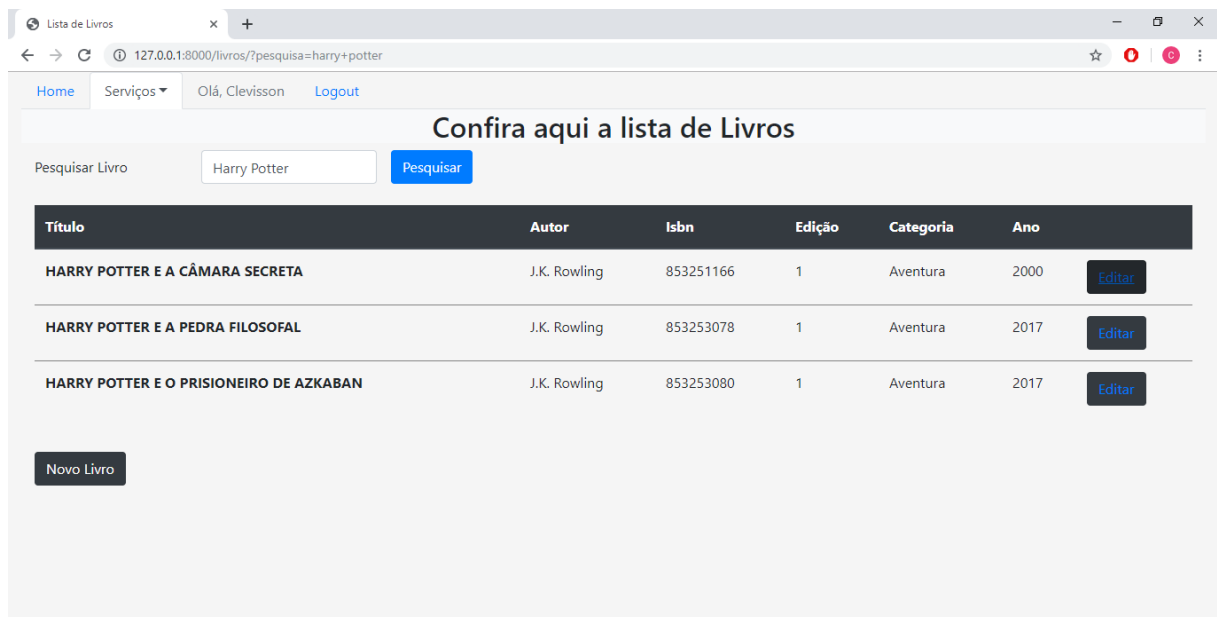 Lista de Livros
127.0.0.1:8000/livros/?pesquisa=harry+potter
C
Home Serviços Olá, Clevisson Logout
Confira aqui a lista de Livros
Pesquisar Livro Harry Potter Pesquisar
Título Autor Isbn Edição Categoria Ano
HARRY POTTER E A CÂMARA SECRETA J.K. Rowling 853251166 1 Aventura 2000 Editar
HARRY POTTER E A PEDRA FILOSOFAL J.K. Rowling 853253078 1 Aventura 2017 Editar
HARRY POTTER E O PRISIONEIRO DE AZKABAN J.K. Rowling 853253080 1 Aventura 2017 Editar
Novo Livro